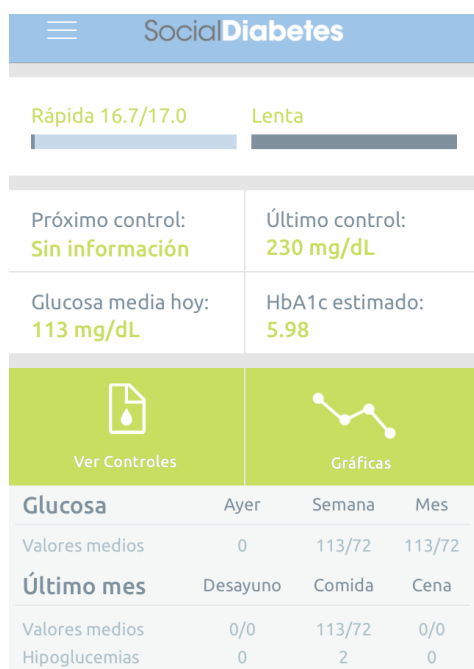 SocialDiabetes
Rápida 16.7/17.0 Lenta
Próximo control: Último control:
Sin información 230 mg/dL
Glucosa media hoy: HbA1c estimado:
113 mg/dL 5.98
Ver Controles Gráficas
Glucosa Ayer Semana Mes
Valores medios 0 113/72 113/72
Último mes Desayuno Comida Cena
Valores medios 0/0 113/72 0/0
Hipoglucemias 0 2 0